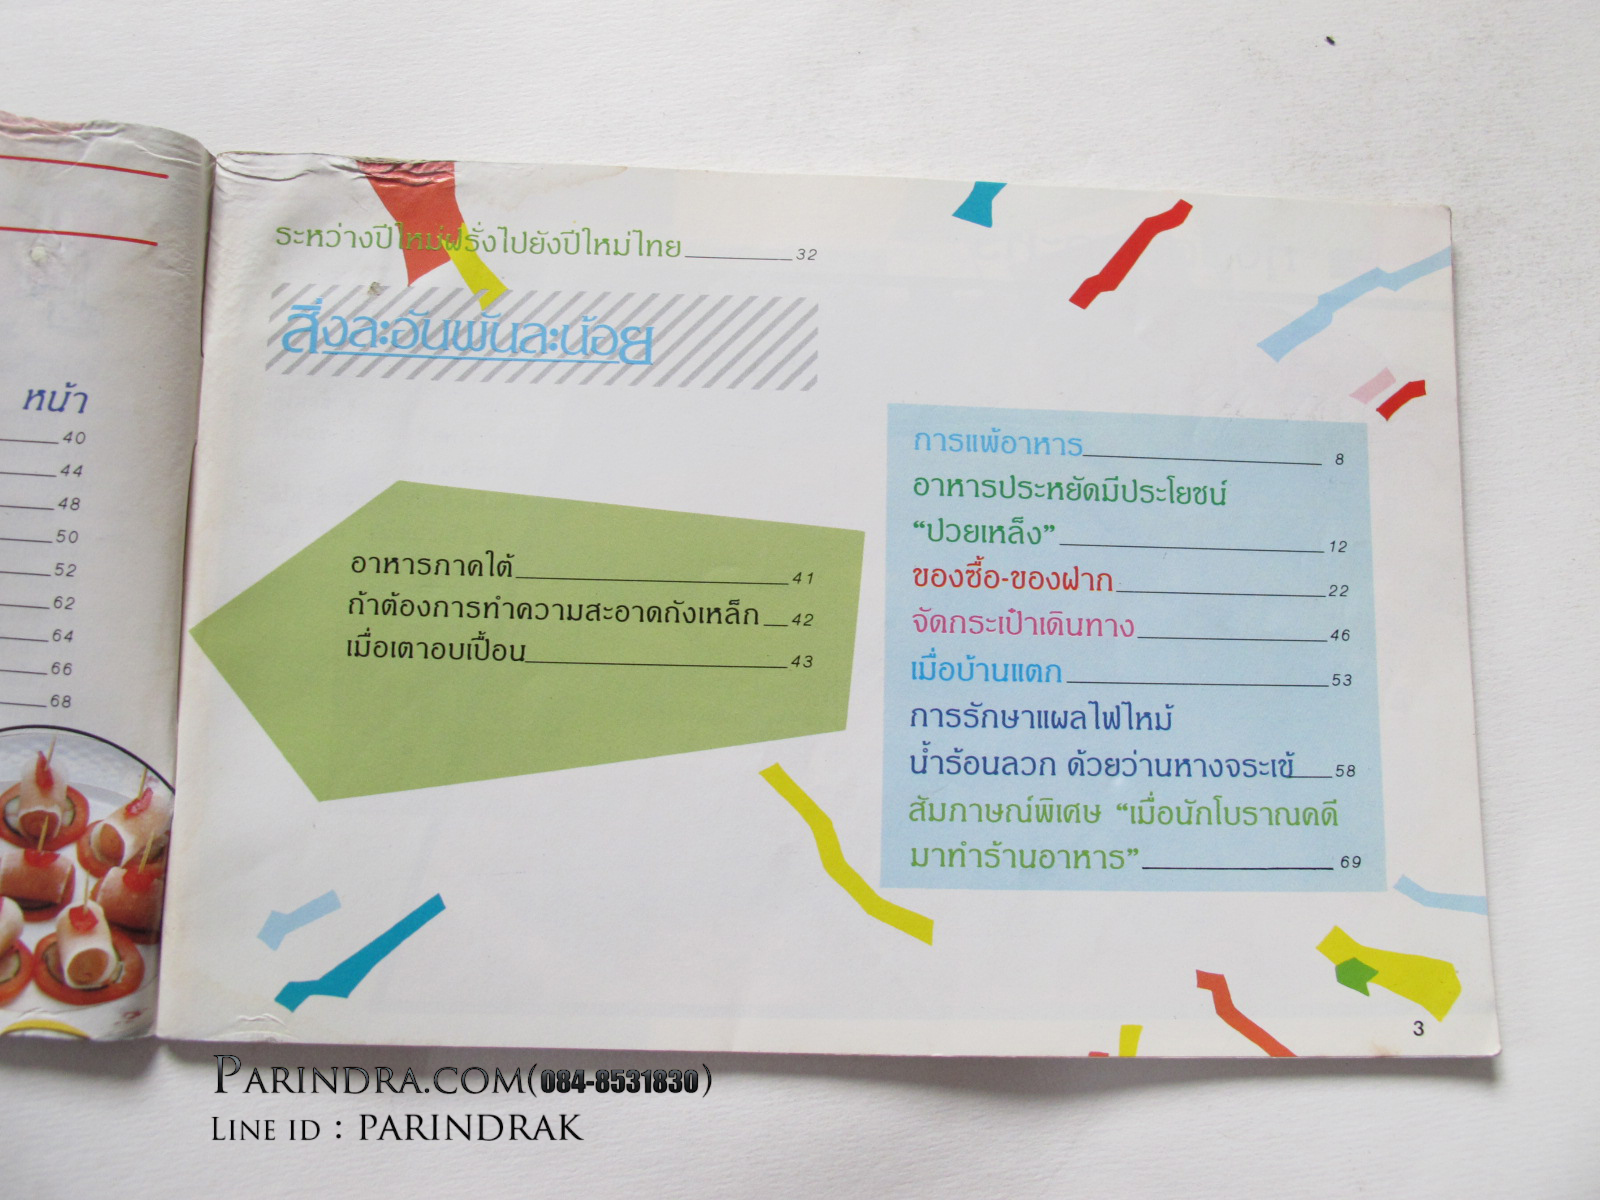 หน้า
40
44
48
50
52
62
64
66
68
ระหว่างปีใหม่ฝรั่งไปยังปีใหม่ไทย 32
สิ่งละอันพันละน้อย
อาหารภาคใต้ 41
ถ้าต้องการทำความสะอาดถังเหล็ก 42
เมื่อเตาอบเปื้อน 43
การแพ้อาหาร 8
อาหารประหยัดมีประโยชน์
“ป่วยเหล็ง” 12
ของซื้อ-ของฝาก 22
จัดกระเป๋าเดินทาง 46
เมื่อบ้านแตก 53
การรักษาแผลไฟไหม้
น้ำร้อนลวก ด้วยว่านหางจระเข้ 58
สัมภาษณ์พิเศษ “เมื่อนักโบราณคดี
มาทำร้านอาหาร” 69
3
PARINDRA.COM(084-8531830)
LINE ID : PARINDRAK